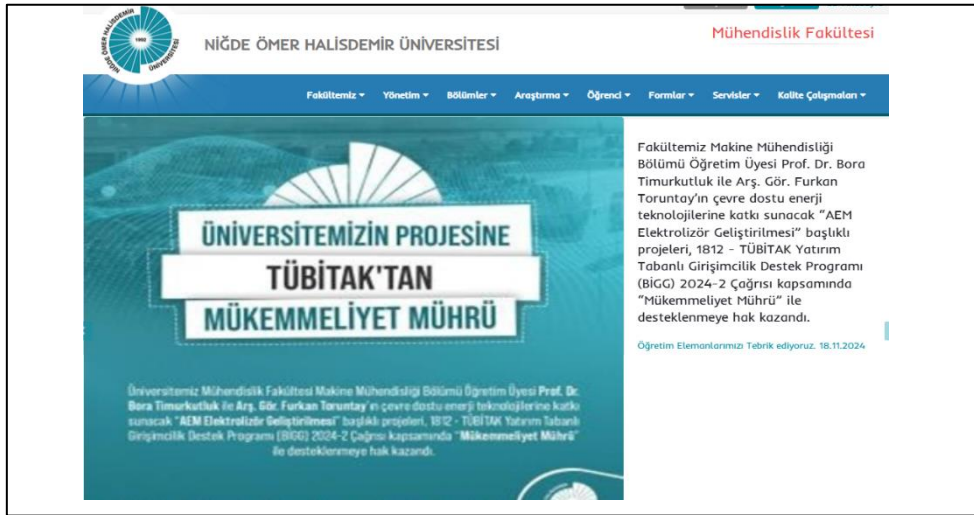 NİĞDE ÖMER HALİSDEMİR ÜNİVERSİTESİ
Mühendislik Fakültesi
Fakültemiz Yönetim Bölümler Araştırma Öğrenci Formlar Servisler Kalite Çalışmaları
ÜNİVERSİTEMİZİN PROJESİNE
TÜBİTAK'TAN
MÜKEMMELİYET MÜHRÜ
Üniversitemiz Mühendislik Fakültesi Makine Mühendisliği Bölümü Öğretim Üyesi Prof. Dr.
Bora Timurkutluk ile Arş. Gör. Furkan Toruntay'ın çevre dostu enerji teknolojilerine katkı
sunacak "AEM Elektrolizör Geliştirilmesi" başlıklı projeleri, 1812 - TÜBİTAK Yatırım Tabanlı
Girişimcilik Destek Programı (BİGG) 2024-2 Çağrısı kapsamında "Mükemmeliyet Mührü"
ile desteklenmeye hak kazandı.
Fakültemiz Makine Mühendisliği
Bölümü Öğretim Üyesi Prof. Dr. Bora
Timurkutluk ile Arş. Gör. Furkan
Toruntay'ın çevre dostu enerji
teknolojilerine katkı sunacak "AEM
Elektrolizör Geliştirilmesi" başlıklı
projeleri, 1812 - TÜBİTAK Yatırım
Tabanlı Girişimcilik Destek Programı
(BİGG) 2024-2 Çağrısı kapsamında
"Mükemmeliyet Mührü" ile
desteklenmeye hak kazandı.
Öğretim Elemanlarımızı Tebrik ediyoruz. 18.11.2024